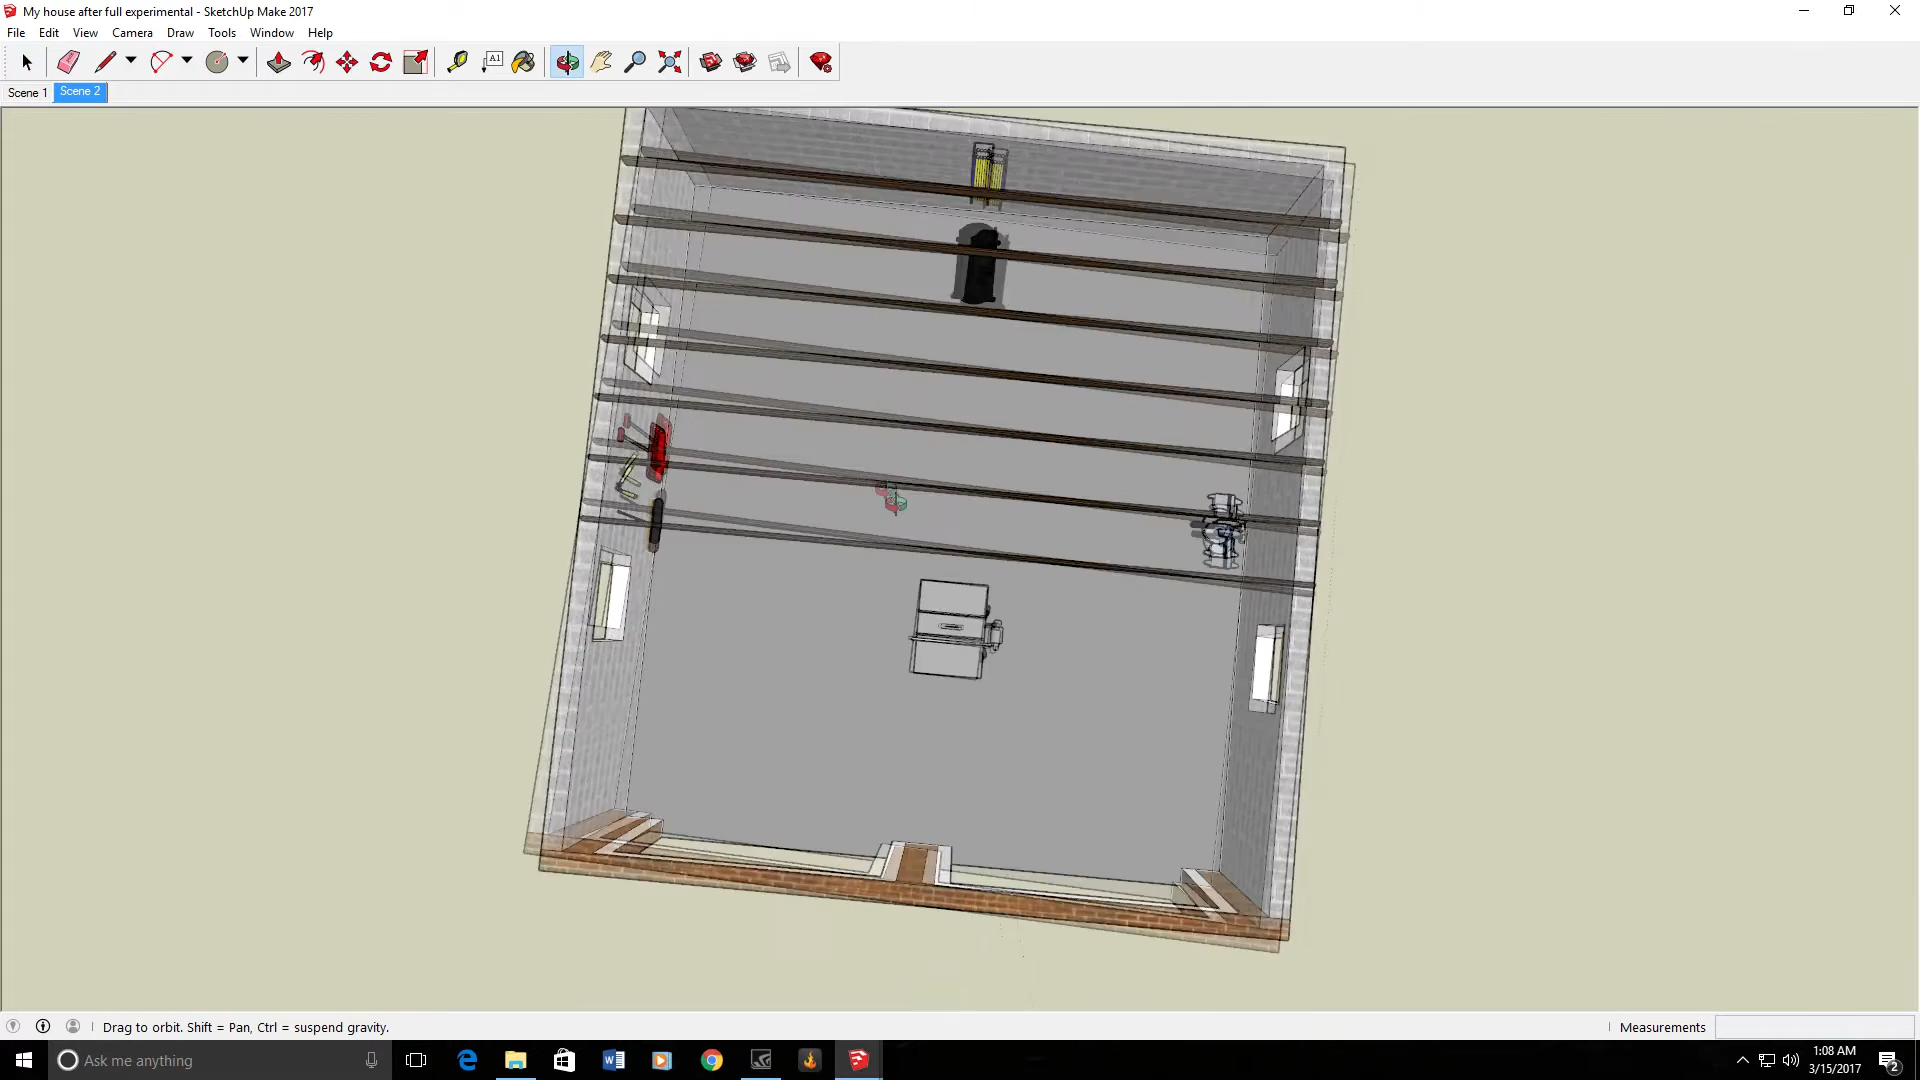 My house after full experimental - SketchUp Make 2017
File Edit View Camera Draw Tools Window Help
A1
Scene 1 Scene 2
Drag to orbit. Shift = Pan, Ctrl = suspend gravity.
Measurements
Ask me anything
1:08 AM
3/15/2017
2